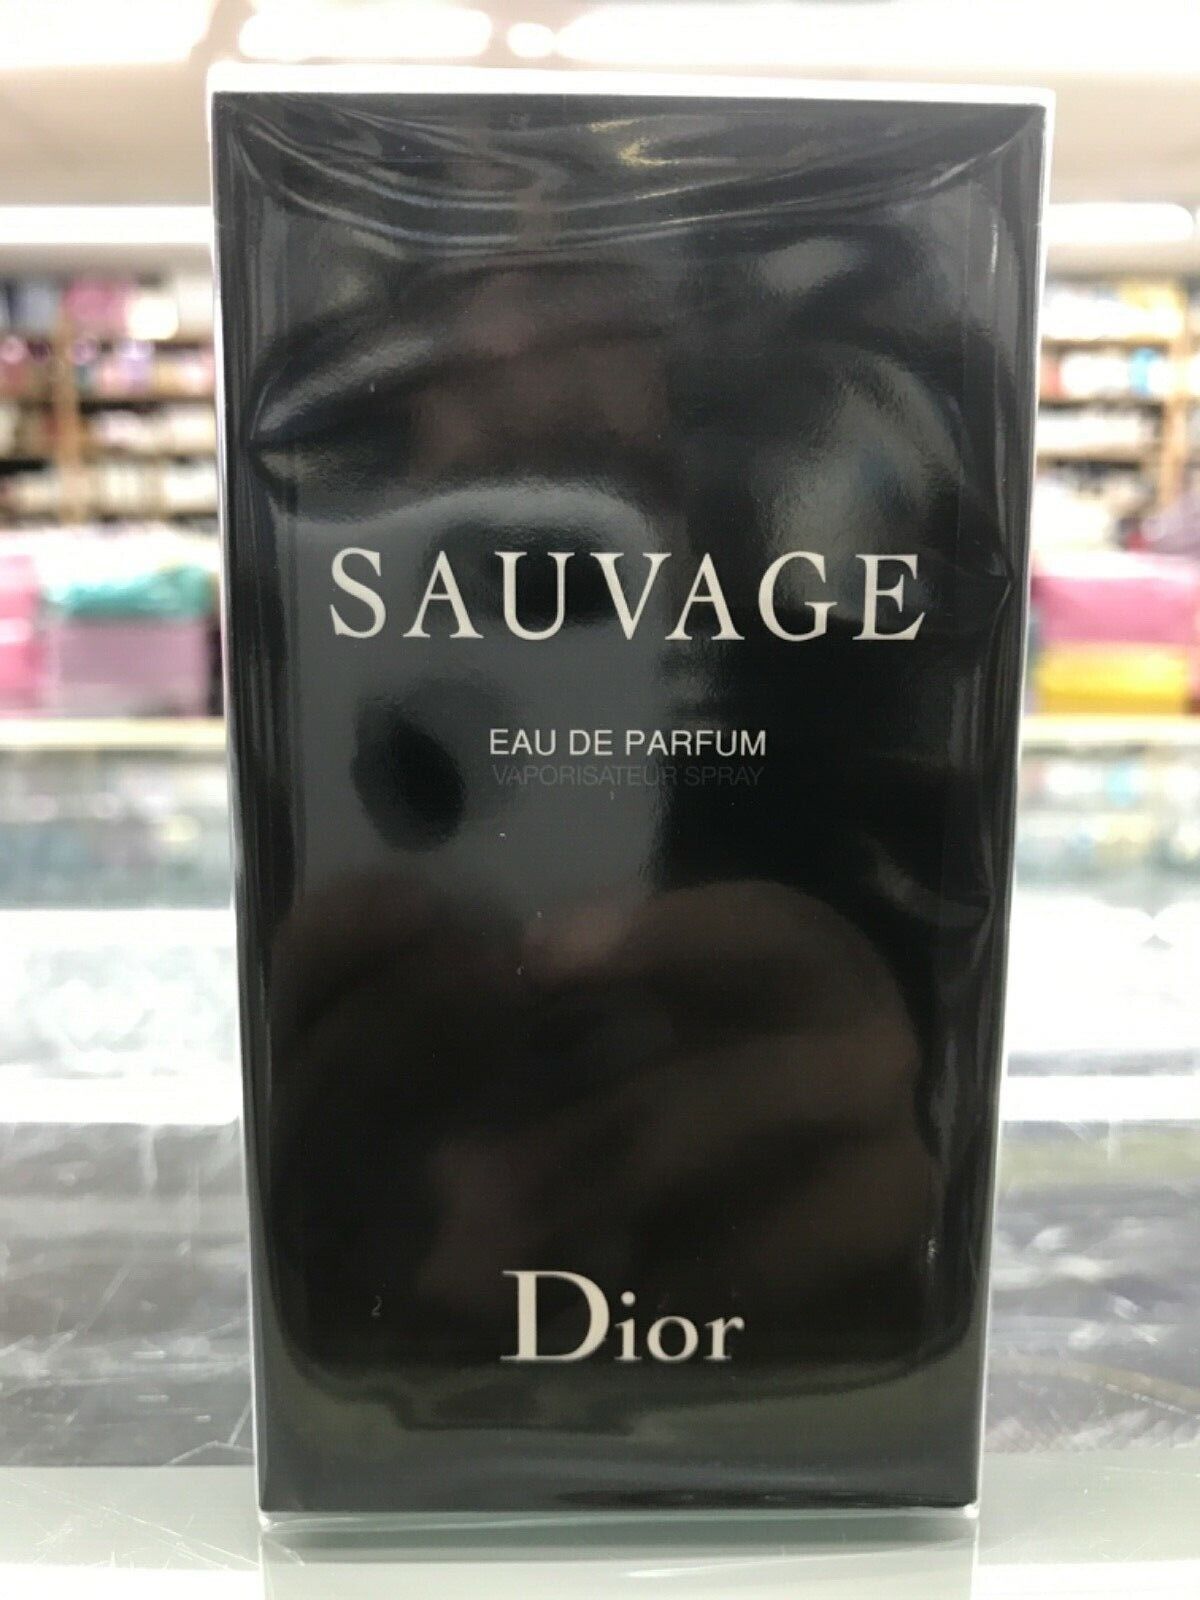 SAUVAGE
EAU DE PARFUM
VAPORISATEUR SPRAY
Dior